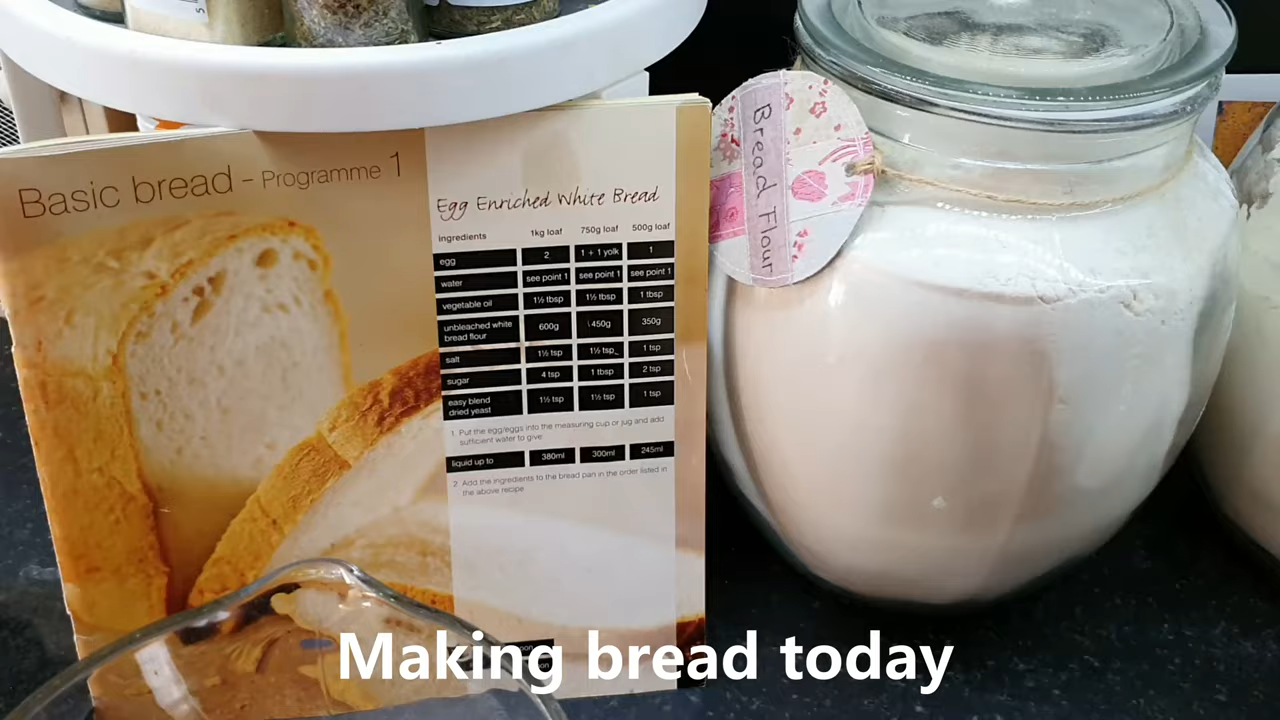 5
Basic bread – Programme 1
Egg Enriched White Bread
ingredients 1kg loaf 750g loaf 500g loaf
egg 2 1 + 1 yolk 1
water see point 1 see point 1 see point 1
vegetable oil 1½ tbsp 1½ tbsp 1 tbsp
unbleached white
bread flour 600g 450g 350g
salt 1½ tsp 1½ tsp 1 tsp
sugar 4 tsp 1 tbsp 2 tsp
easy blend
dried yeast 1½ tsp 1½ tsp 1 tsp
1. Put the egg/eggs into the measuring cup or jug and add
sufficient water to give
liquid up to 380ml 300ml 245ml
2 Add the ingredients to the bread pan in the order listed in
the above recipe
Bread Flour
Making bread today